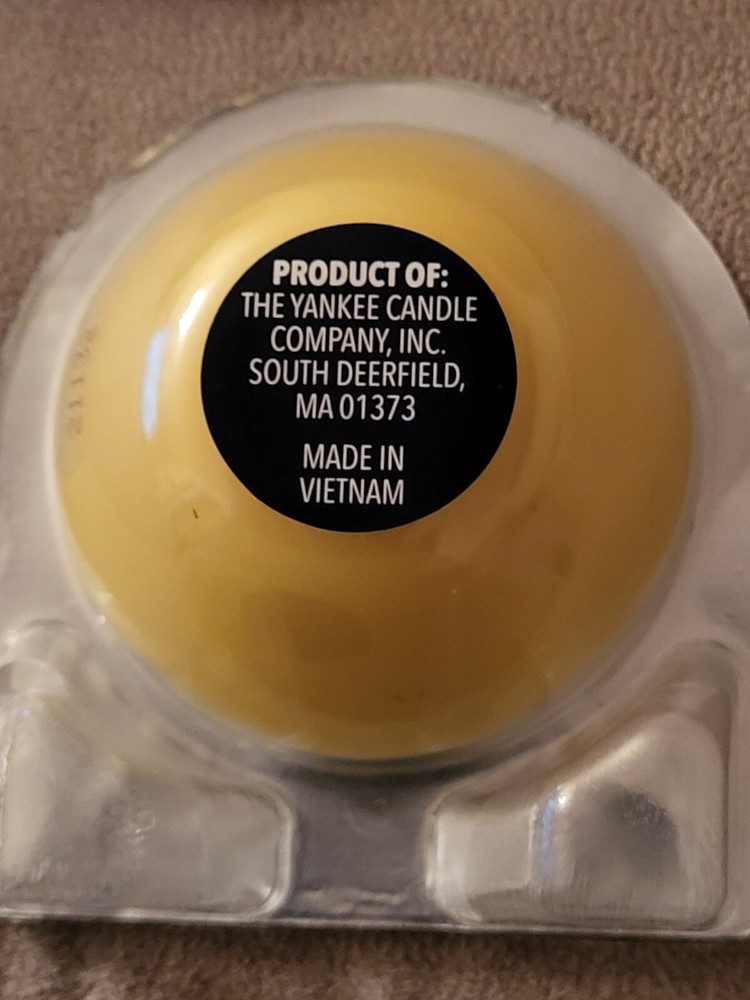 PRODUCT OF:
THE YANKEE CANDLE
COMPANY, INC.
SOUTH DEERFIELD,
MA 01373
MADE IN
VIETNAM